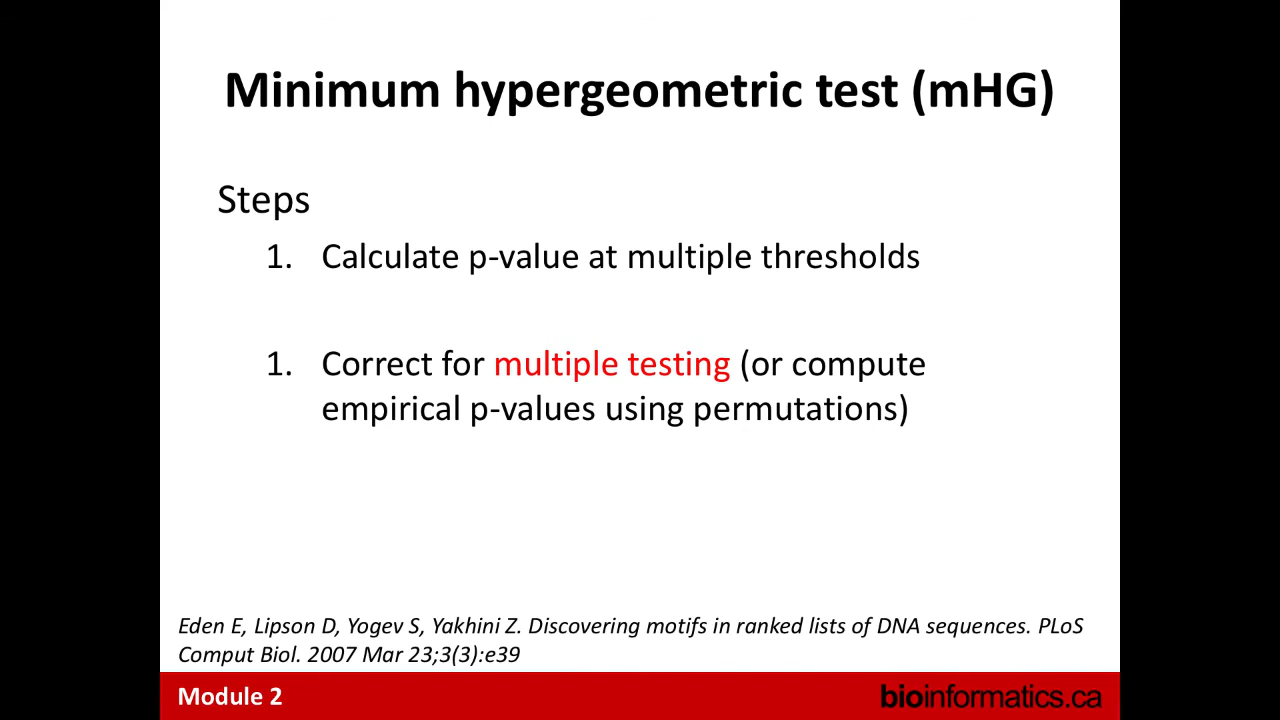 Minimum hypergeometric test (mHG)
Steps
1. Calculate p-value at multiple thresholds
1. Correct for multiple testing (or compute
empirical p-values using permutations)
Eden E, Lipson D, Yogev S, Yakhini Z. Discovering motifs in ranked lists of DNA sequences. PLoS
Comput Biol. 2007 Mar 23;3(3):e39
Module 2
bioinformatics.ca